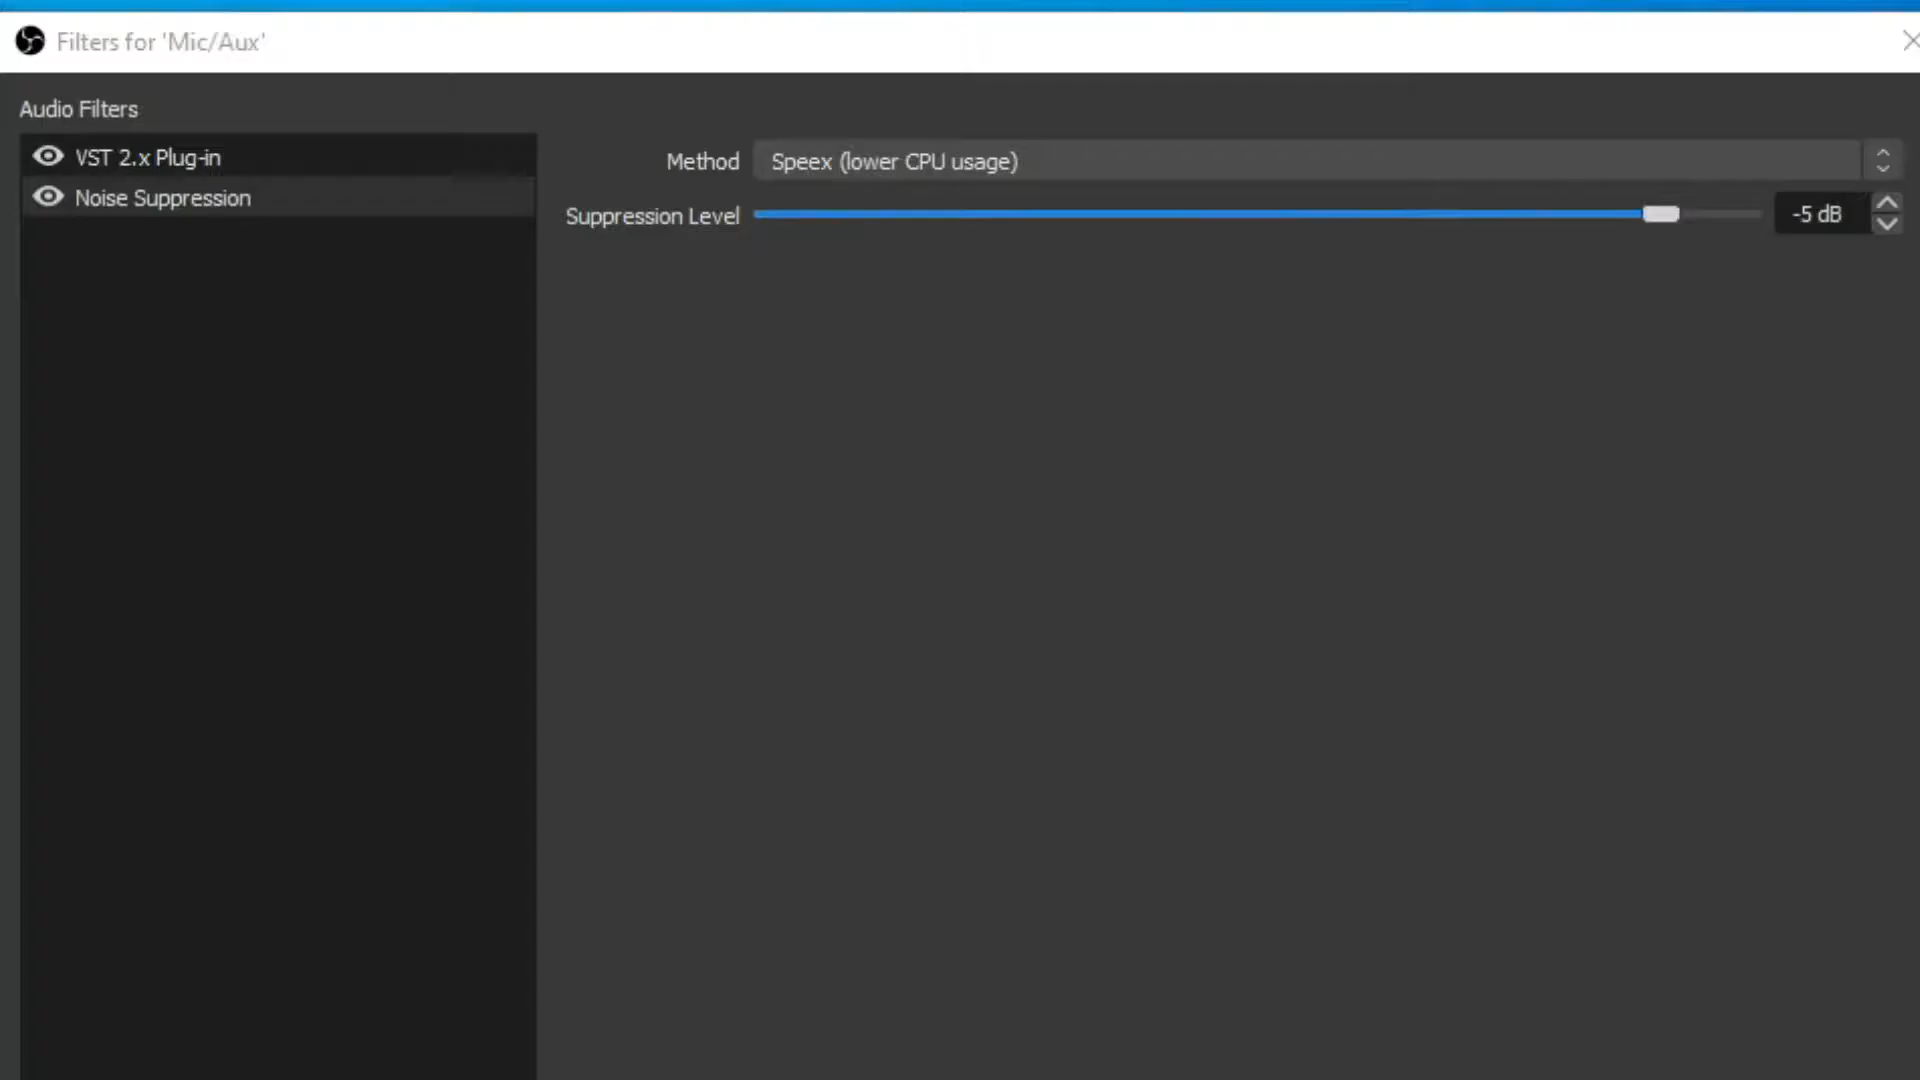 Filters for 'Mic/Aux'
Audio Filters
VST 2.x Plug-in
Noise Suppression
Method
Speex (lower CPU usage)
Suppression Level
-5 dB